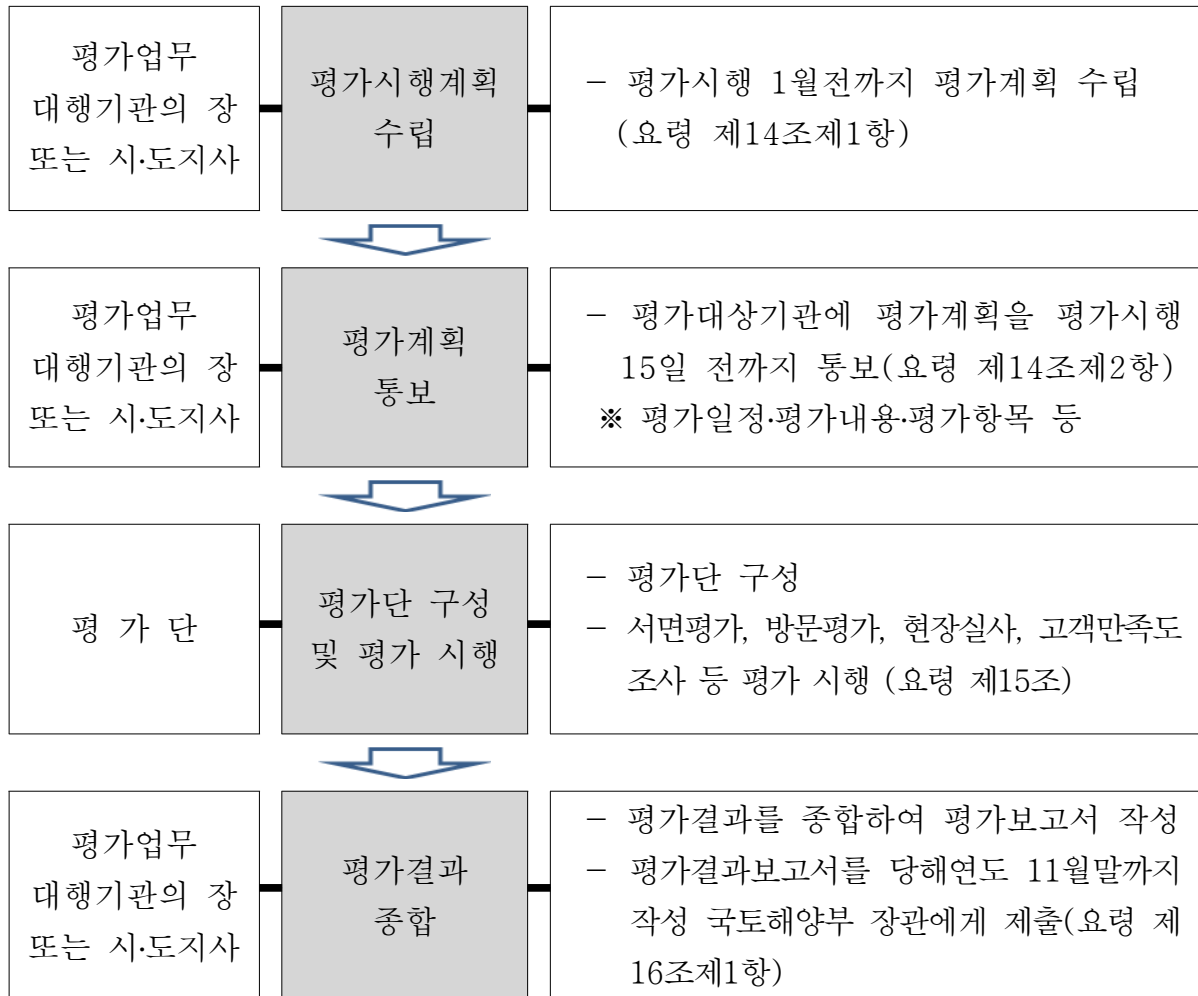 평가업무
대행기관의 장
또는 시·도지사
평가시행계획
수립
- 평가시행 1월전까지 평가계획 수립
(요령 제14조제1항)
평가업무
대행기관의 장
또는 시·도지사
평가계획
통보
- 평가대상기관에 평가계획을 평가시행
15일 전까지 통보(요령 제14조제2항)
※ 평가일정·평가내용·평가항목 등
평 가 단
평가단 구성
및 평가 시행
- 평가단 구성
- 서면평가, 방문평가, 현장실사, 고객만족도
조사 등 평가 시행 (요령 제15조)
평가업무
대행기관의 장
또는 시·도지사
평가결과
종합
- 평가결과를 종합하여 평가보고서 작성
- 평가결과보고서를 당해연도 11월말까지
작성 국토해양부 장관에게 제출(요령 제
16조제1항)